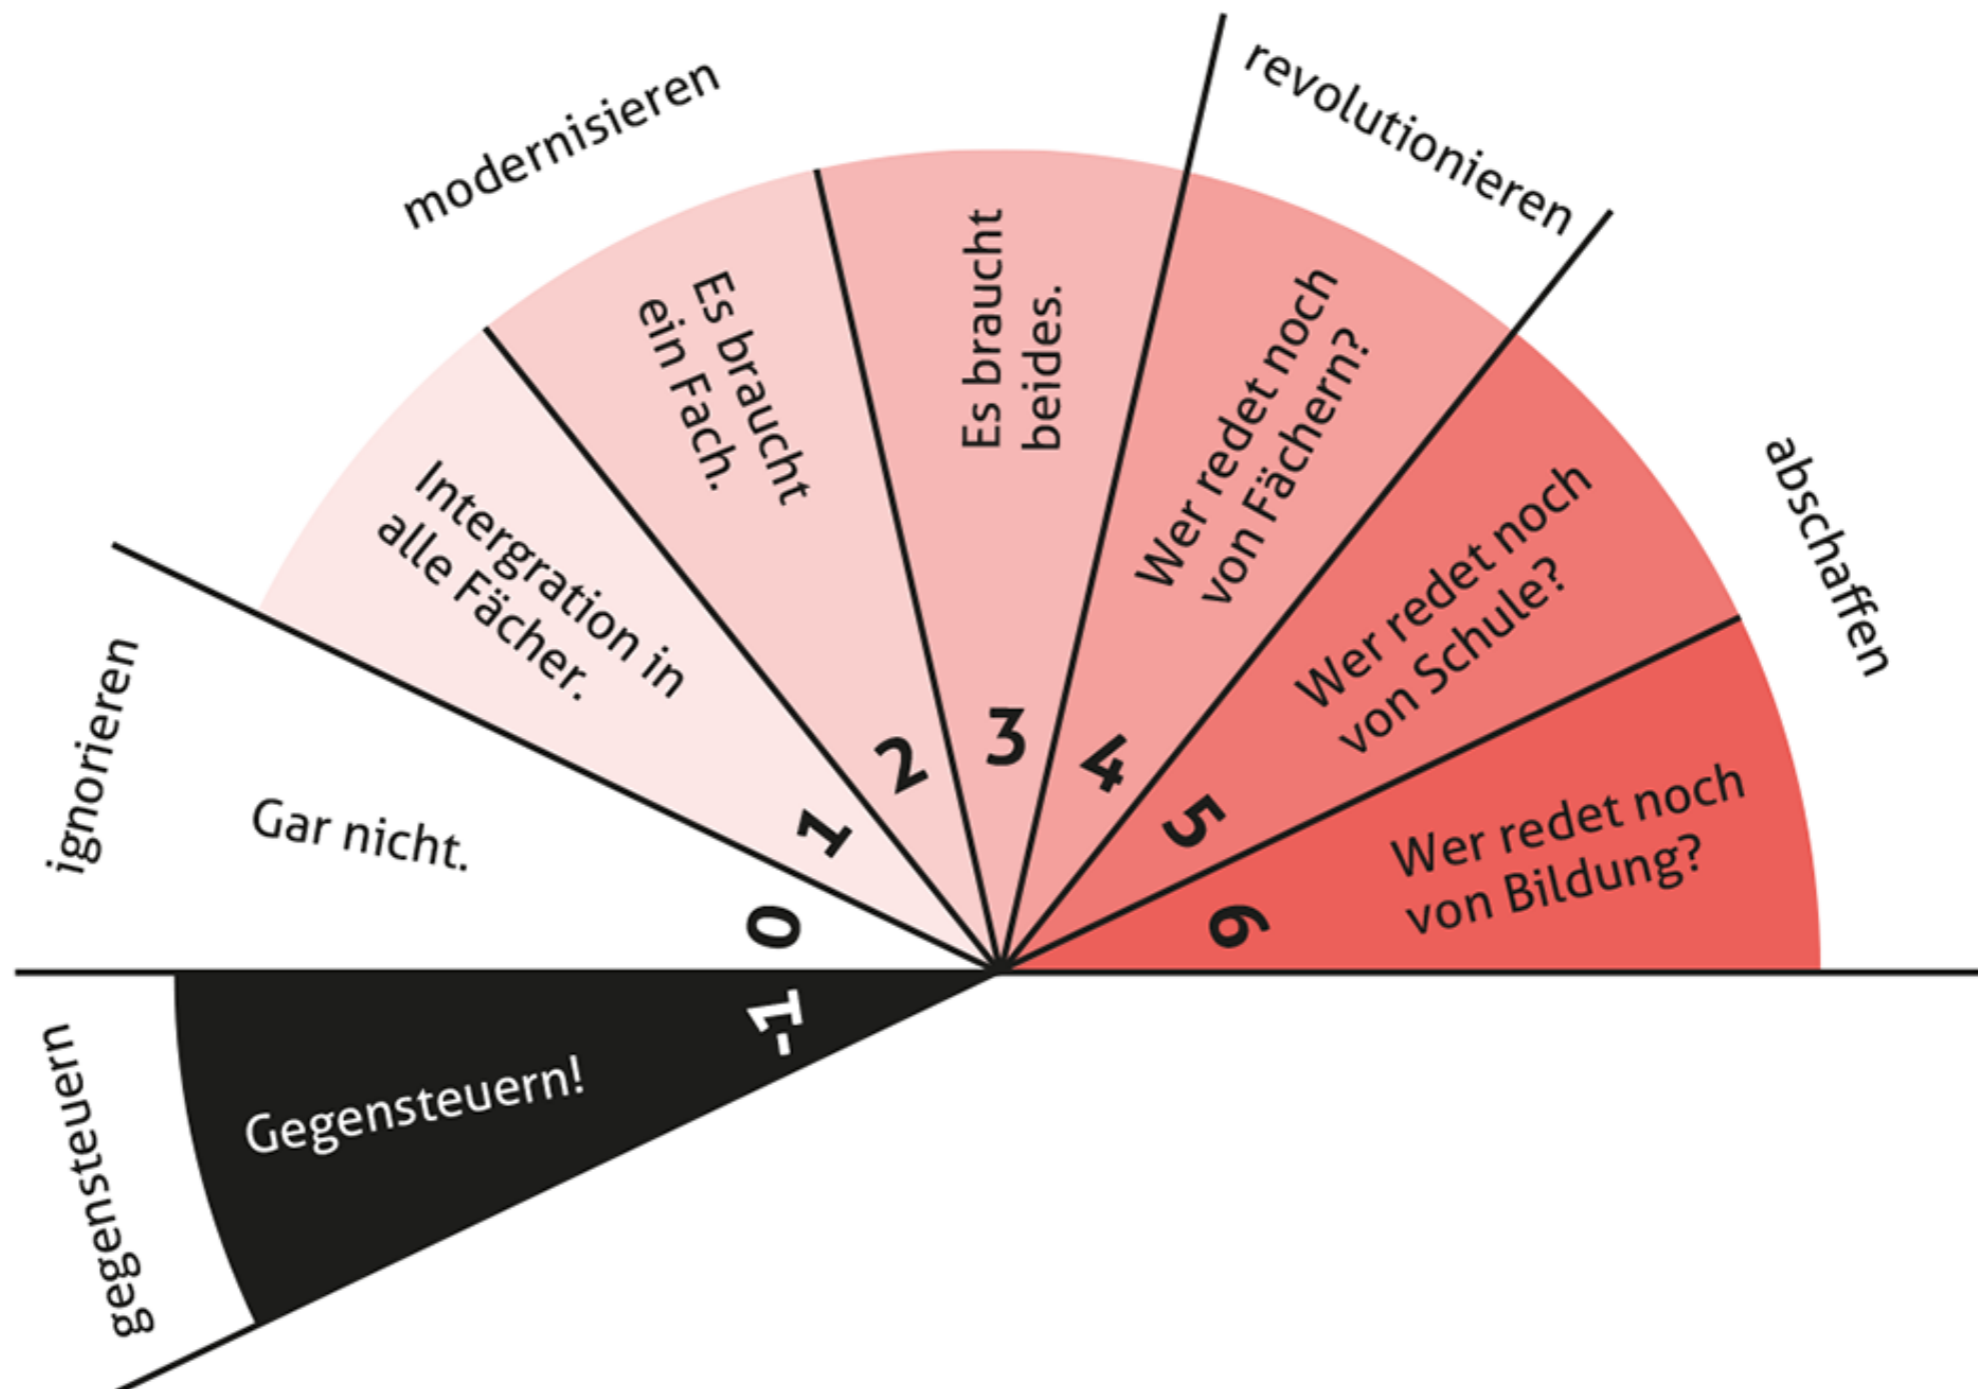 gegensteuern
Gegensteuern!
-1
ignorieren
Gar nicht.
0
modernisieren
Intergration in
alle Fächer.
1
Es braucht
ein Fach.
2
Es braucht
beides.
3
revolutionieren
Wer redet noch
von Fächern?
4
abschaffen
Wer redet noch
von Schule?
5
Wer redet noch
von Bildung?
6